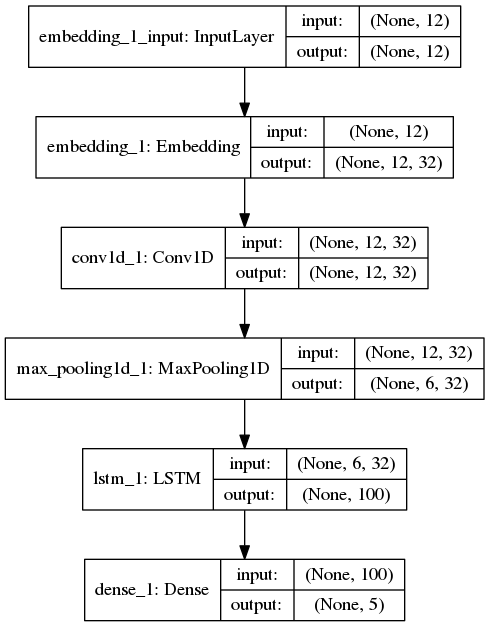 embedding_1_input: InputLayer
input: (None, 12)
output: (None, 12)
embedding_1: Embedding
input: (None, 12)
output: (None, 12, 32)
conv1d_1: Conv1D
input: (None, 12, 32)
output: (None, 12, 32)
max_pooling1d_1: MaxPooling1D
input: (None, 12, 32)
output: (None, 6, 32)
lstm_1: LSTM
input: (None, 6, 32)
output: (None, 100)
dense_1: Dense
input: (None, 100)
output: (None, 5)